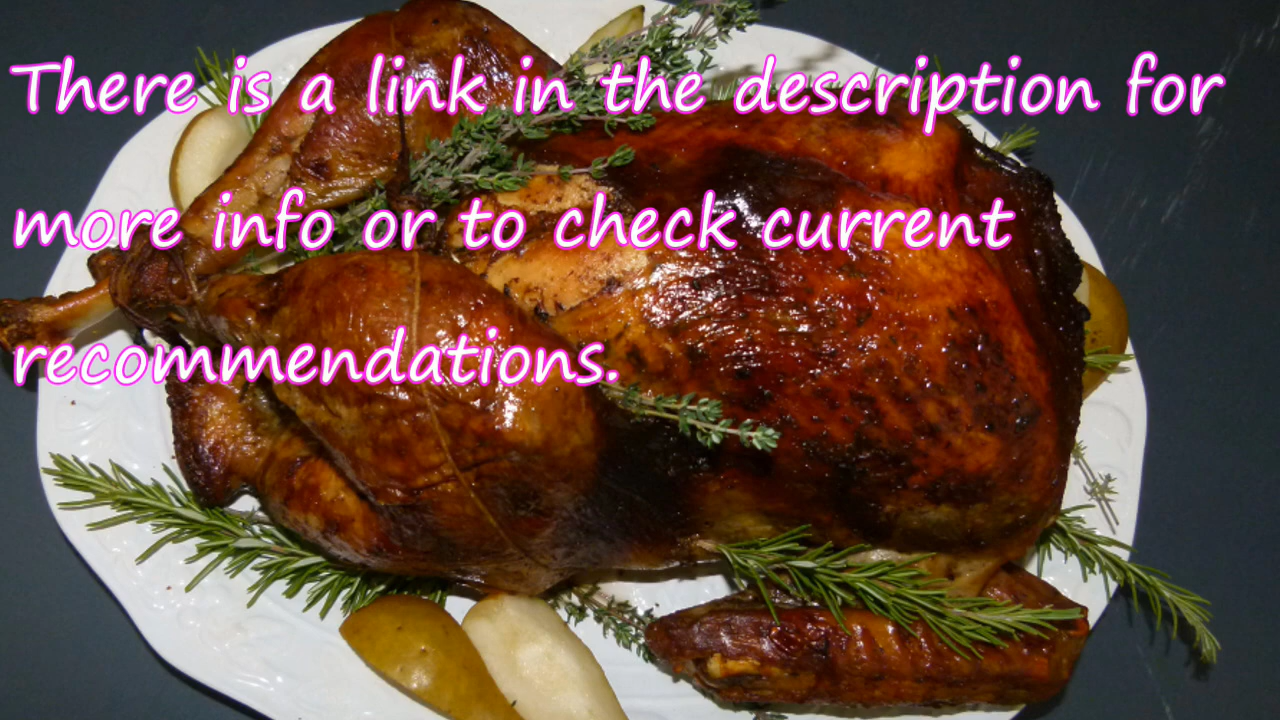 There is a link in the description for
more info or to check current
recommendations.